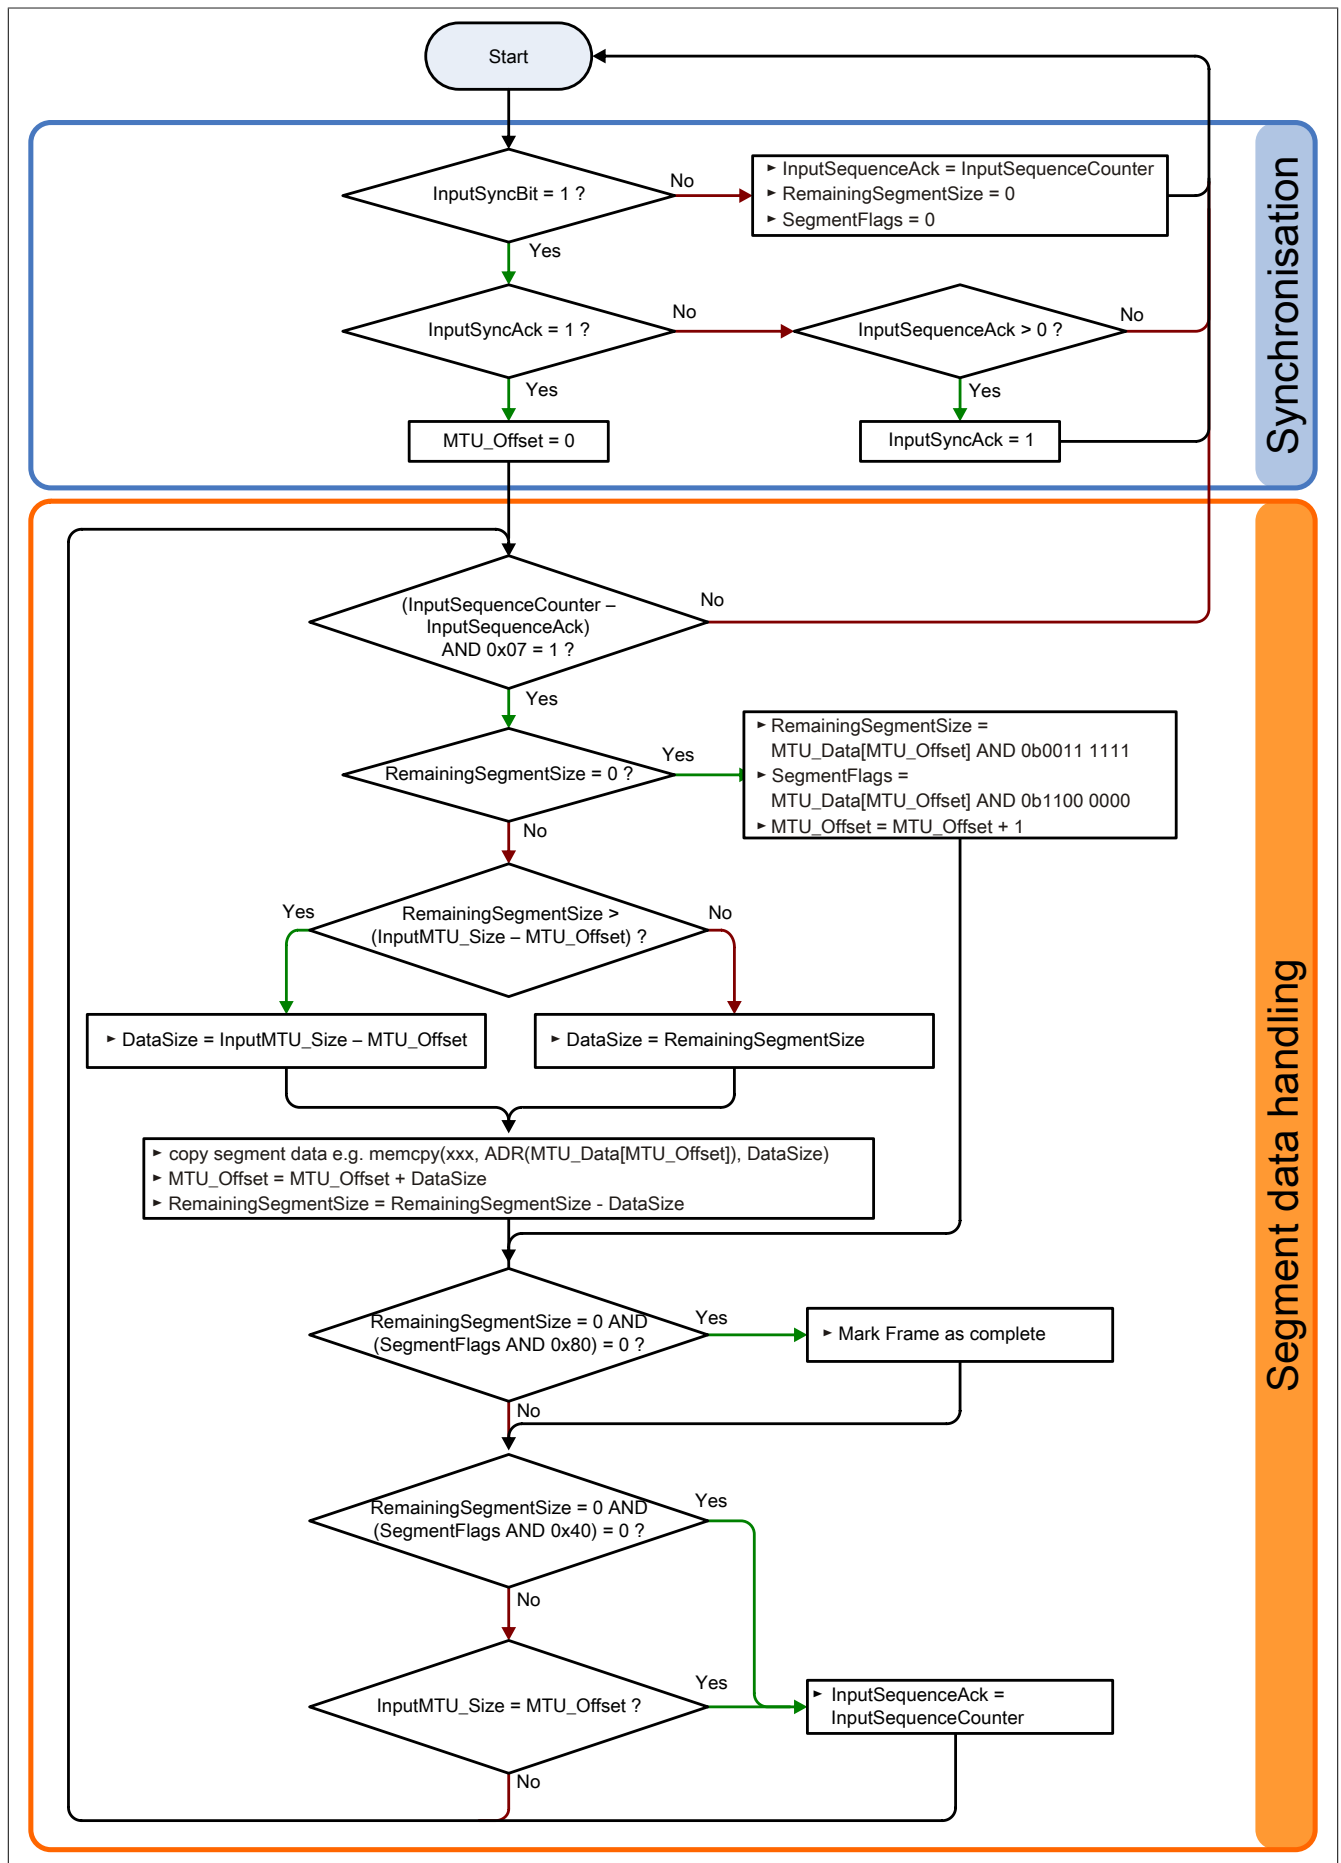 Start
Synchronisation
InputSyncBit = 1 ?
No
► InputSequenceAck = InputSequenceCounter
► RemainingSegmentSize = 0
► SegmentFlags = 0
Yes
InputSyncAck = 1 ?
No
InputSequenceAck > 0 ?
No
Yes
Yes
MTU_Offset = 0
InputSyncAck = 1
Segment data handling
(InputSequenceCounter –
InputSequenceAck)
AND 0x07 = 1 ?
No
Yes
RemainingSegmentSize = 0 ?
Yes
► RemainingSegmentSize =
MTU_Data[MTU_Offset] AND 0b0011 1111
► SegmentFlags =
MTU_Data[MTU_Offset] AND 0b1100 0000
► MTU_Offset = MTU_Offset + 1
No
RemainingSegmentSize >
(InputMTU_Size – MTU_Offset) ?
Yes
No
► DataSize = InputMTU_Size – MTU_Offset
► DataSize = RemainingSegmentSize
► copy segment data e.g. memcpy(xxx, ADR(MTU_Data[MTU_Offset]), DataSize)
► MTU_Offset = MTU_Offset + DataSize
► RemainingSegmentSize = RemainingSegmentSize - DataSize
RemainingSegmentSize = 0 AND
(SegmentFlags AND 0x80) = 0 ?
Yes
► Mark Frame as complete
No
RemainingSegmentSize = 0 AND
(SegmentFlags AND 0x40) = 0 ?
Yes
No
InputMTU_Size = MTU_Offset ?
Yes
► InputSequenceAck =
InputSequenceCounter
No